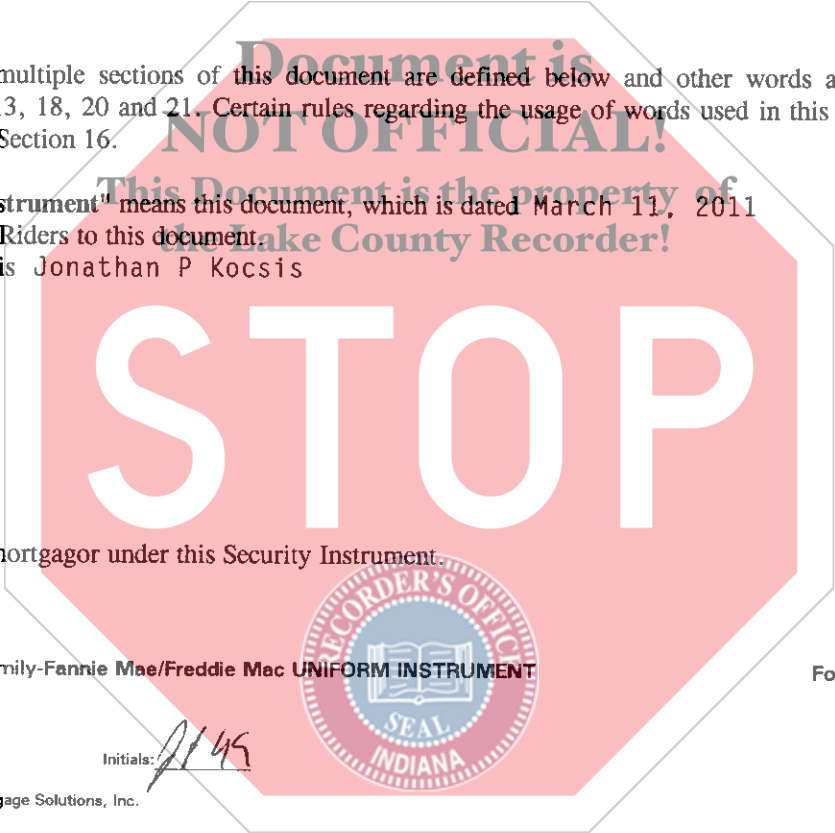 Document is
multiple sections of this document are defined below and other words a
3, 18, 20 and 21. Certain rules regarding the usage of words used in this
NOT OFFICIAL!
Section 16.
This Document is the property of
strument" means this document, which is dated March 11, 2011
Riders to this document.
the Lake County Recorder!
is Jonathan P Kocsis
STOP
nortgagor under this Security Instrument.
RECORDER'S OFFICE
mily-Fannie Mae/Freddie Mac UNIFORM INSTRUMENT
Fo
SEAL
INDIANA
Initials:
gage Solutions, Inc.